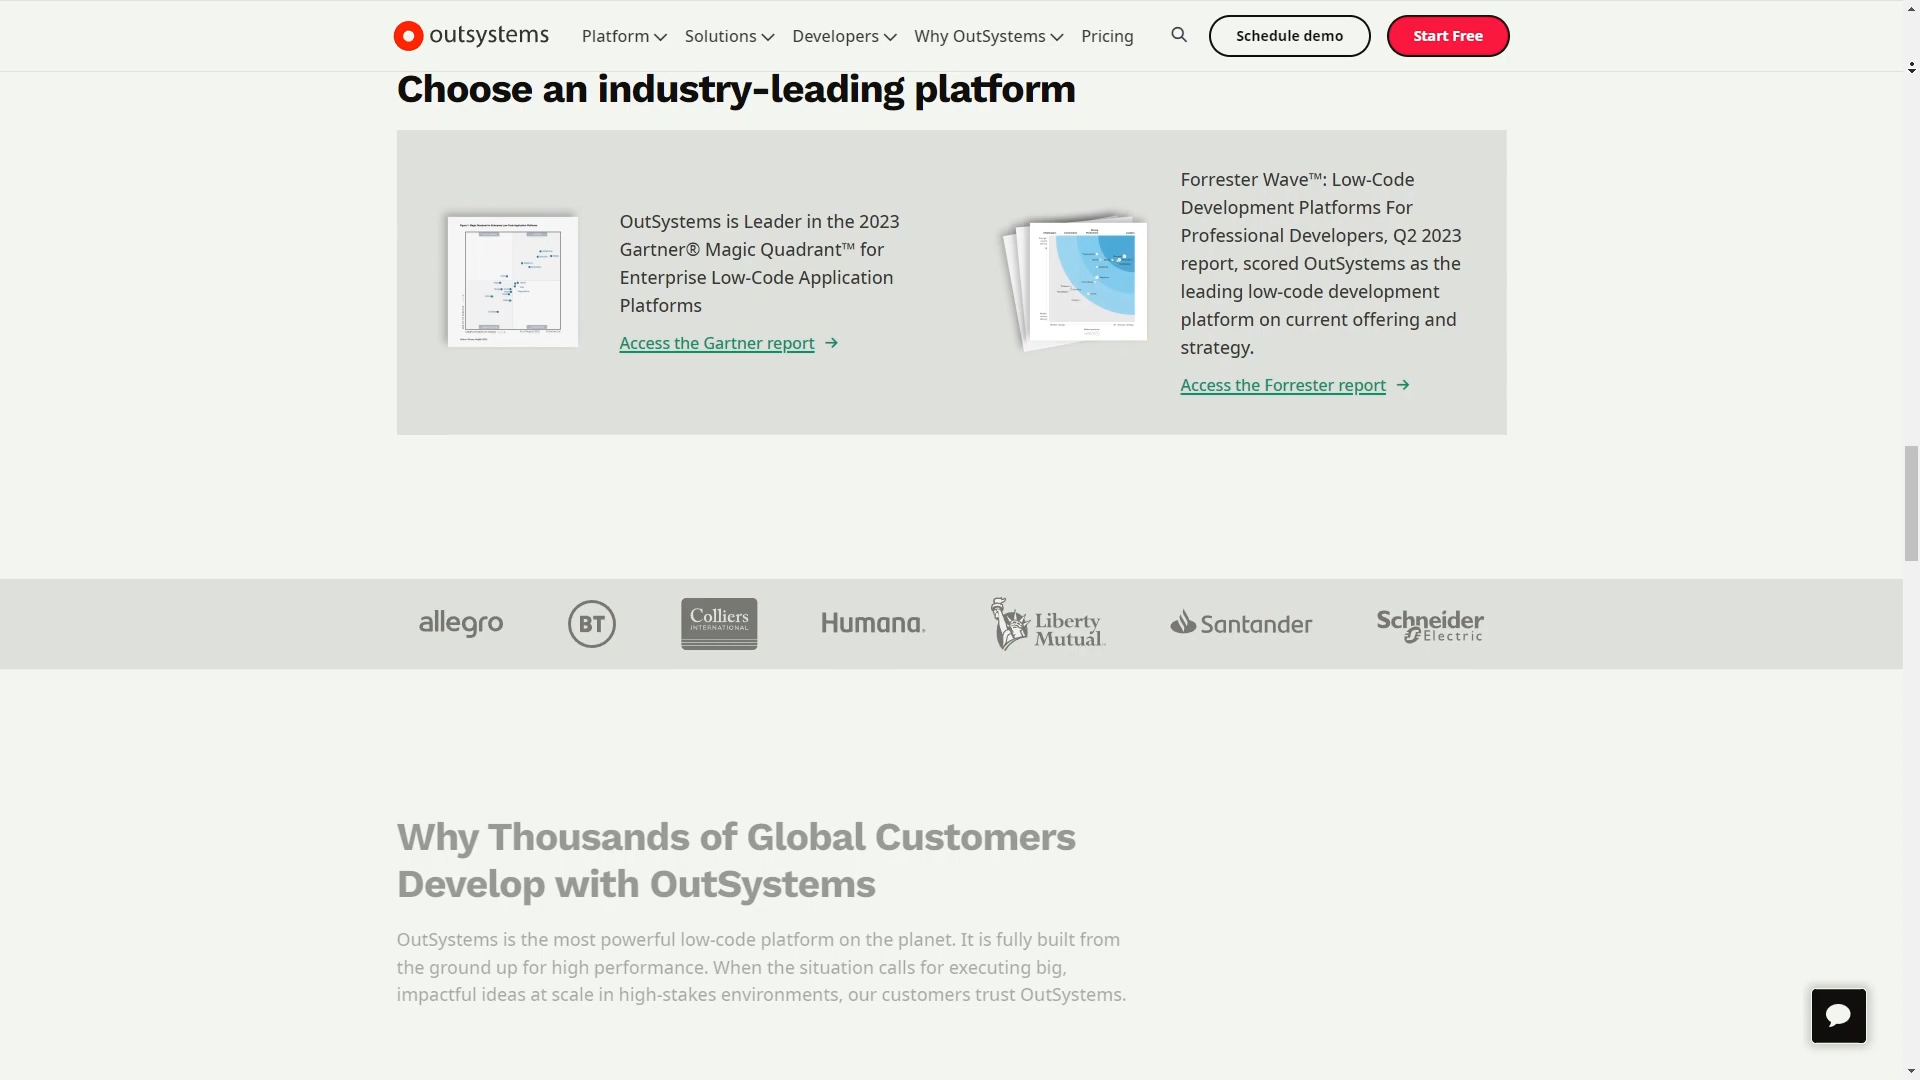 outsystems
Platform
Solutions
Developers
Why OutSystems
Pricing
Schedule demo
Start Free
Choose an industry-leading platform
OutSystems is Leader in the 2023
Gartner® Magic Quadrant™ for
Enterprise Low-Code Application
Platforms
Access the Gartner report
Forrester Wave™: Low-Code
Development Platforms For
Professional Developers, Q2 2023
report, scored OutSystems as the
leading low-code development
platform on current offering and
strategy.
Access the Forrester report
allegro
BT
Colliers
INTERNATIONAL
Humana.
Liberty
Mutual
Santander
Schneider
Electric
Why Thousands of Global Customers
Develop with OutSystems
OutSystems is the most powerful low-code platform on the planet. It is fully built from
the ground up for high performance. When the situation calls for executing big,
impactful ideas at scale in high-stakes environments, our customers trust OutSystems.